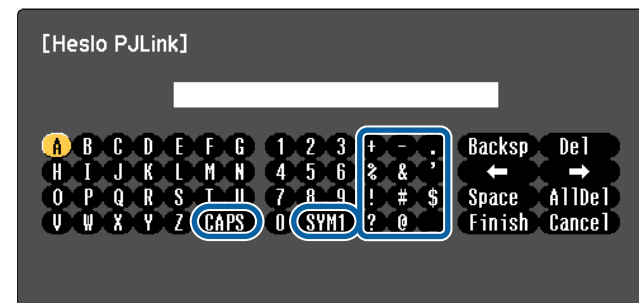 [Heslo PJLink]
A B C D E F G 1 2 3 + - . Backsp Del
H I J K L M N 4 5 6 % & ' ← →
O P Q R S T U 7 8 9 ! # $ Space AllDel
V W X Y Z CAPS 0 SYM1 ? @ Finish Cancel